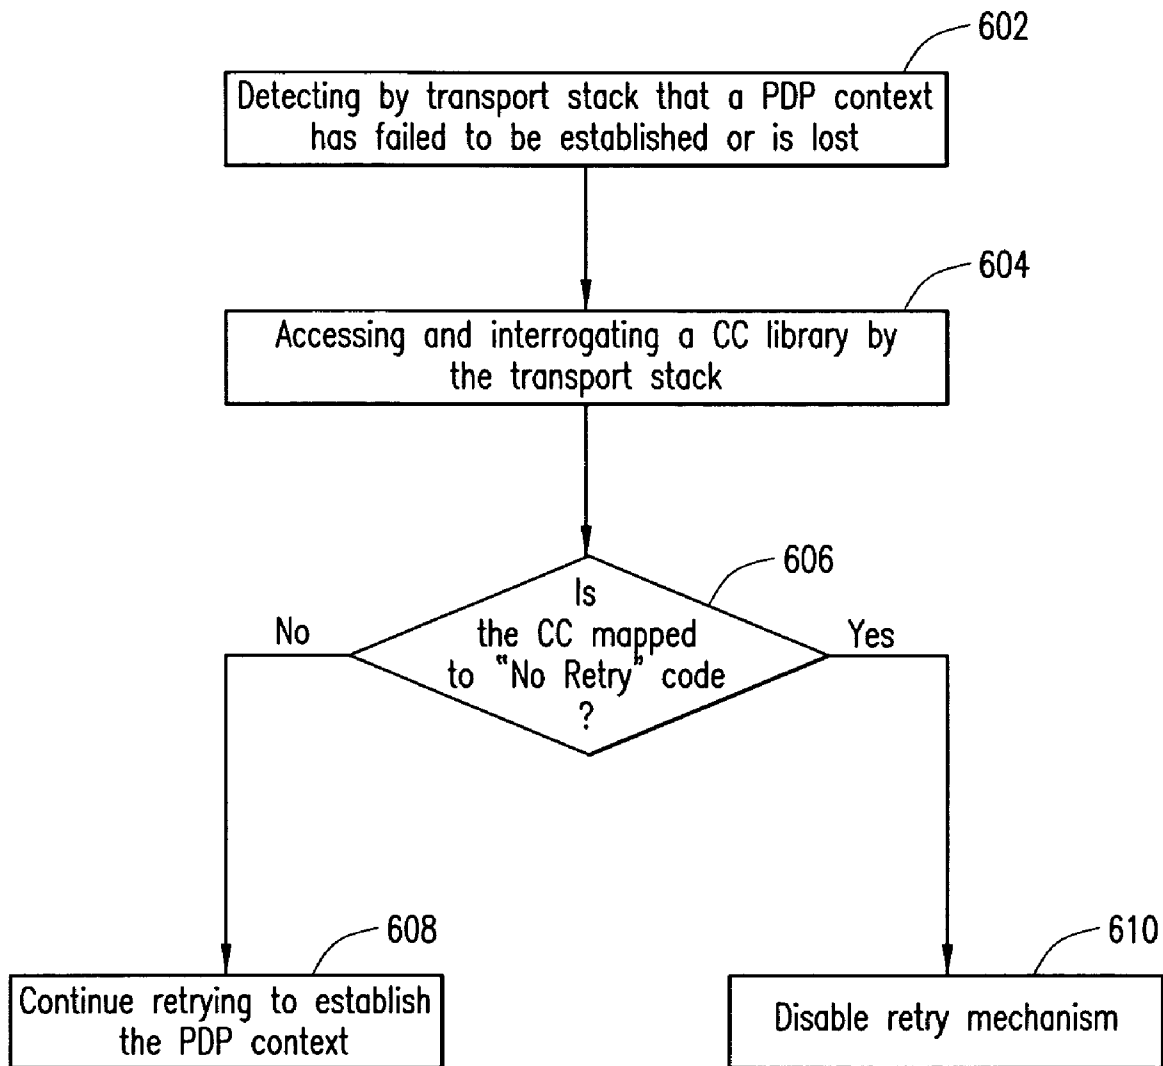 602
Detecting by transport stack that a PDP context
has failed to be established or is lost
604
Accessing and interrogating a CC library by
the transport stack
606
Is
the CC mapped
to "No Retry" code
?
No
Yes
608
Continue retrying to establish
the PDP context
610
Disable retry mechanism